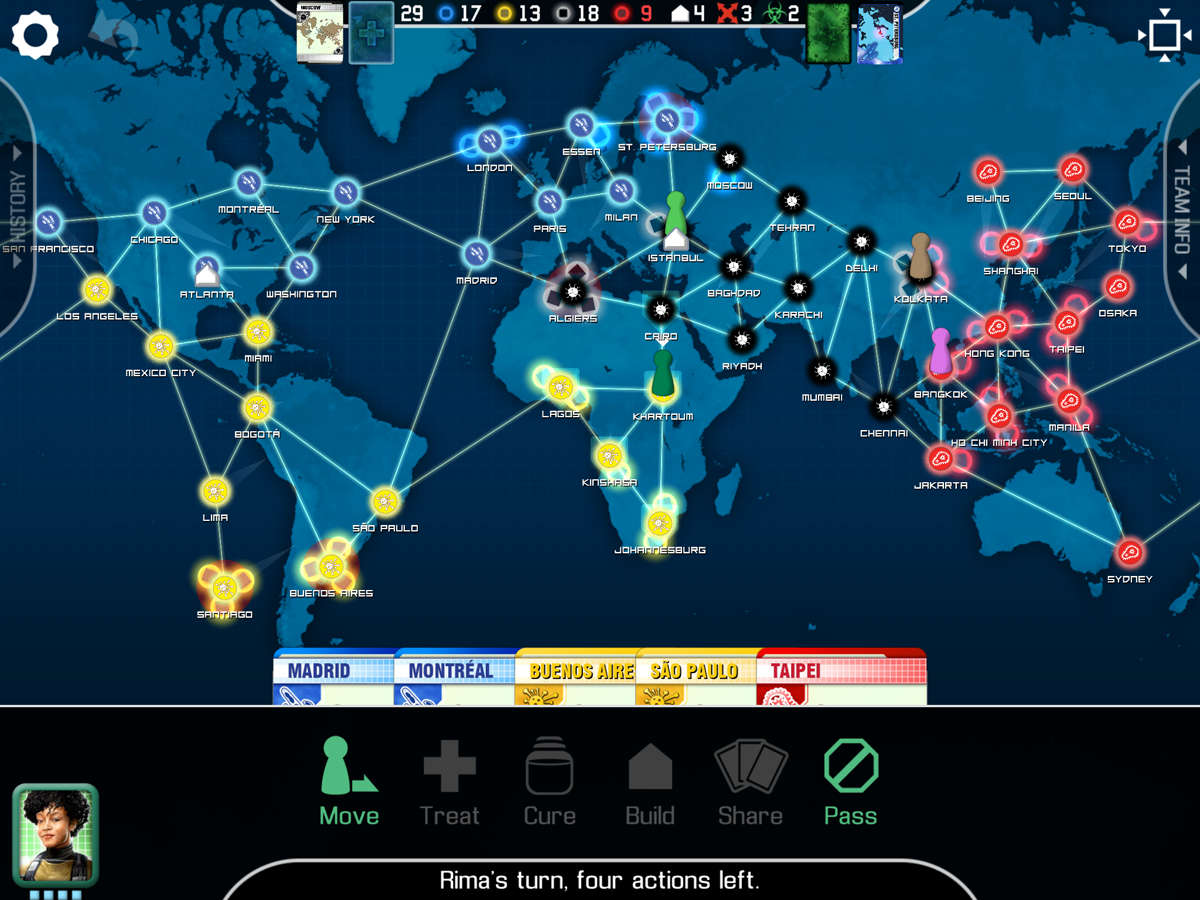 MOSCOW
29 17 13 18 9 4 3 2
HISTORY
TEAM INFO
LONDON
ESSEN
ST. PETERSBURG
MOSCOW
SAN FRANCISCO
CHICAGO
MONTRÉAL
NEW YORK
PARIS
MILAN
TEHRAN
BEIJING
SEOUL
TOKYO
ATLANTA
WASHINGTON
MADRID
ISTANBUL
DELHI
KOLKATA
SHANGHAI
LOS ANGELES
ALGIERS
BAGHDAD
KARACHI
OSAKA
MEXICO CITY
MIAMI
CAIRO
RIYADH
HONG KONG
TAIPEI
MUMBAI
BANGKOK
BOGOTÁ
LAGOS
KHARTOUM
CHENNAI
HO CHI MINH CITY
MANILA
LIMA
SÃO PAULO
KINSHASA
JAKARTA
JOHANNESBURG
SANTIAGO
BUENOS AIRES
SYDNEY
MADRID
MONTRÉAL
BUENOS AIRE
SÃO PAULO
TAIPEI
Move
Treat
Cure
Build
Share
Pass
Rima's turn, four actions left.